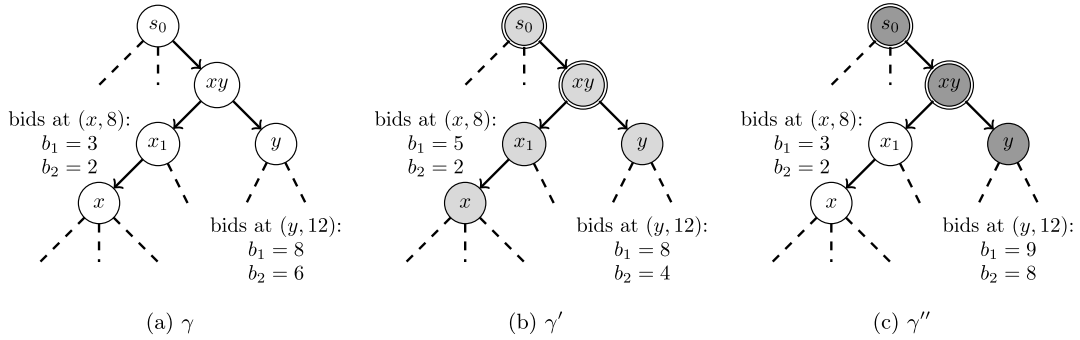 s₀
xy
bids at (x, 8):
b₁ = 3
b₂ = 2
x₁
y
x
bids at (y, 12):
b₁ = 8
b₂ = 6
(a) γ
s₀
xy
bids at (x, 8):
b₁ = 5
b₂ = 2
x₁
y
x
bids at (y, 12):
b₁ = 8
b₂ = 4
(b) γ′
s₀
xy
bids at (x, 8):
b₁ = 3
b₂ = 2
x₁
y
x
bids at (y, 12):
b₁ = 9
b₂ = 8
(c) γ′′